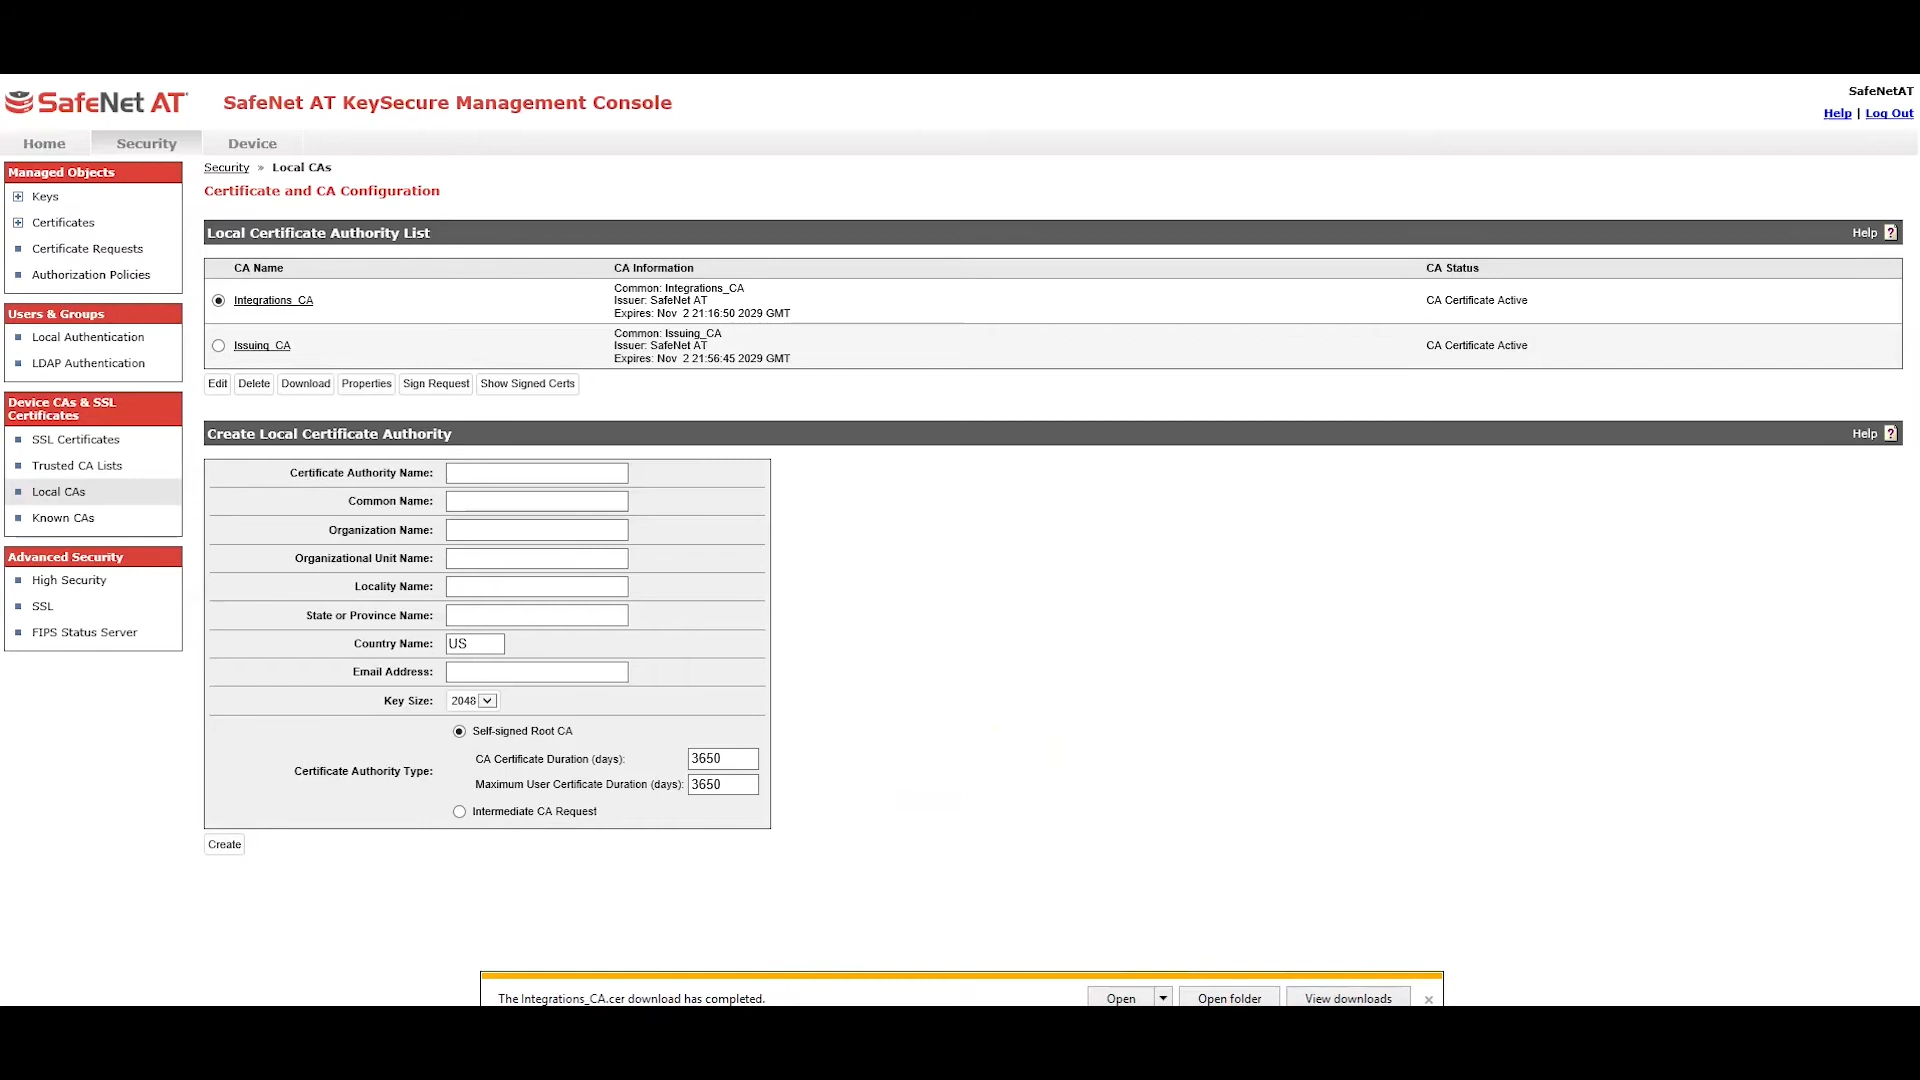 SafeNet AT
SafeNet AT KeySecure Management Console
SafeNetAT
Help | Log Out
Home
Security
Device
Managed Objects
Keys
Certificates
Certificate Requests
Authorization Policies
Users & Groups
Local Authentication
LDAP Authentication
Device CAs & SSL
Certificates
SSL Certificates
Trusted CA Lists
Local CAs
Known CAs
Advanced Security
High Security
SSL
FIPS Status Server
Security » Local CAs
Certificate and CA Configuration
Local Certificate Authority List
Help ?
CA Name
CA Information
CA Status
Integrations_CA
Common: Integrations_CA
Issuer: SafeNet AT
Expires: Nov 2 21:16:50 2029 GMT
CA Certificate Active
Issuing_CA
Common: Issuing_CA
Issuer: SafeNet AT
Expires: Nov 2 21:56:45 2029 GMT
CA Certificate Active
Edit
Delete
Download
Properties
Sign Request
Show Signed Certs
Create Local Certificate Authority
Help ?
Certificate Authority Name:
Common Name:
Organization Name:
Organizational Unit Name:
Locality Name:
State or Province Name:
Country Name: US
Email Address:
Key Size: 2048
Certificate Authority Type:
Self-signed Root CA
CA Certificate Duration (days): 3650
Maximum User Certificate Duration (days): 3650
Intermediate CA Request
Create
The Integrations_CA.cer download has completed.
Open
Open folder
View downloads
×